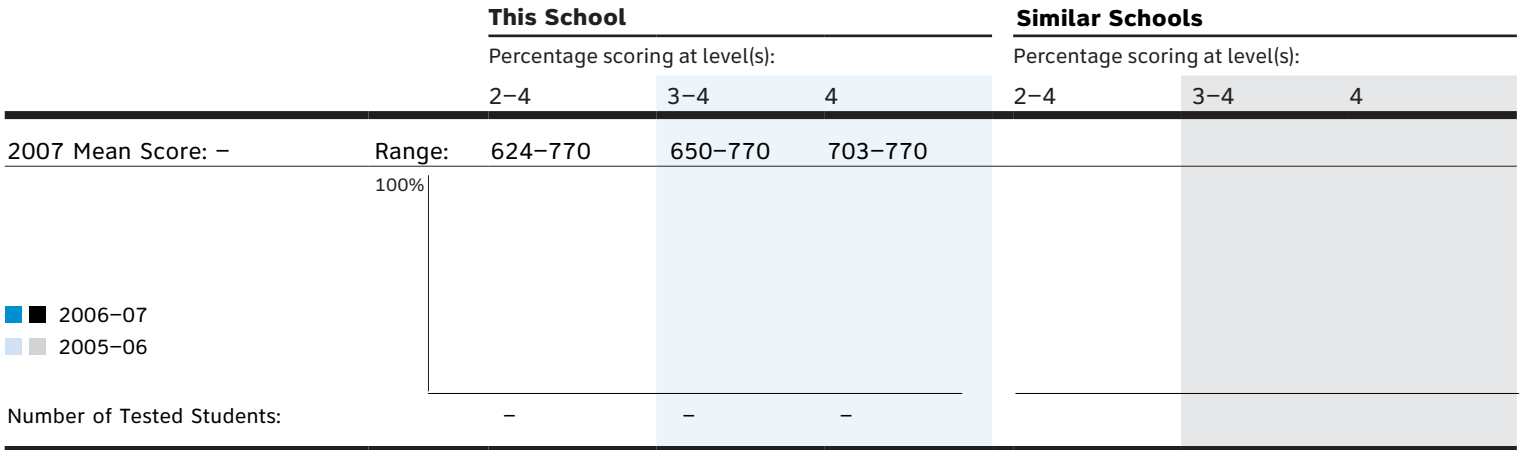 This School Similar Schools
Percentage scoring at level(s): Percentage scoring at level(s):
2–4 3–4 4 2–4 3–4 4
2007 Mean Score: – Range: 624–770 650–770 703–770
100%
2006–07
2005–06
Number of Tested Students: – – –